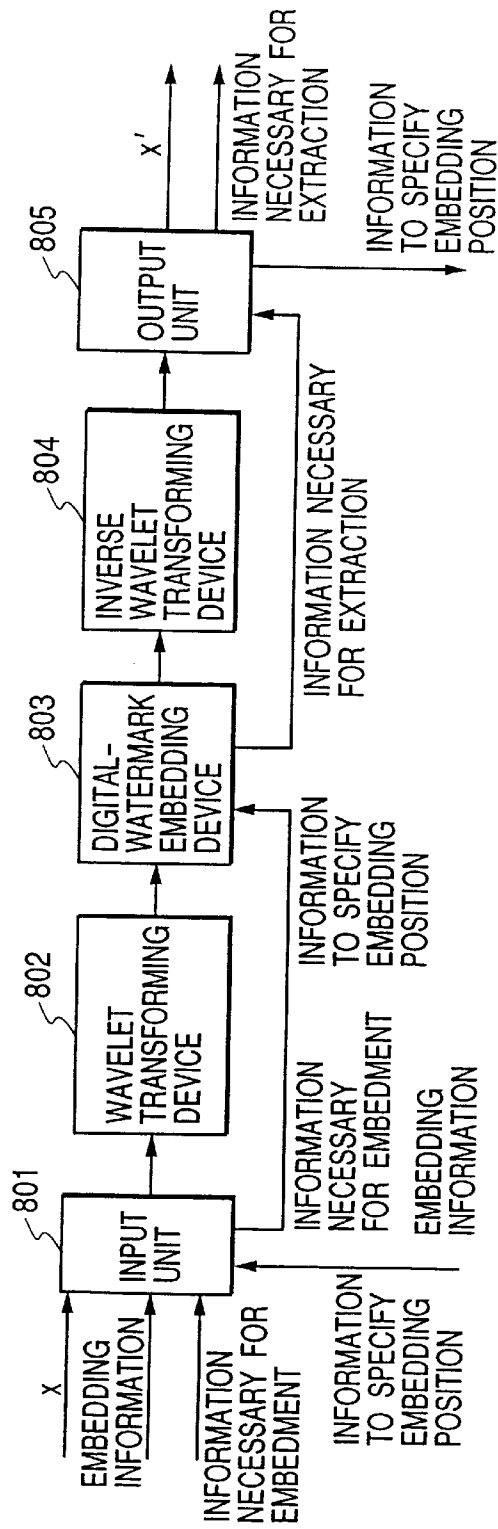 X
EMBEDDING
INFORMATION
INFORMATION
NECESSARY FOR
EMBEDMENT
801
INPUT
UNIT
INFORMATION
TO SPECIFY
EMBEDDING
POSITION
802
WAVELET
TRANSFORMING
DEVICE
INFORMATION
NECESSARY
FOR EMBEDMENT
EMBEDDING
INFORMATION
INFORMATION
TO SPECIFY
EMBEDDING
POSITION
803
DIGITAL-
WATERMARK
EMBEDDING
DEVICE
804
INVERSE
WAVELET
TRANSFORMING
DEVICE
INFORMATION NECESSARY
FOR EXTRACTION
805
OUTPUT
UNIT
X'
INFORMATION
NECESSARY FOR
EXTRACTION
INFORMATION
TO SPECIFY
EMBEDDING
POSITION